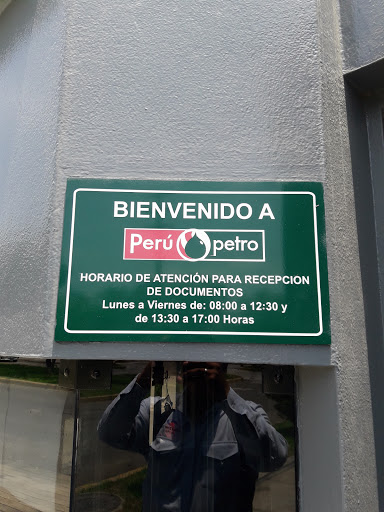 BIENVENIDO A
Perú petro
HORARIO DE ATENCIÓN PARA RECEPCION
DE DOCUMENTOS
Lunes a Viernes de: 08:00 a 12:30 y
de 13:30 a 17:00 Horas